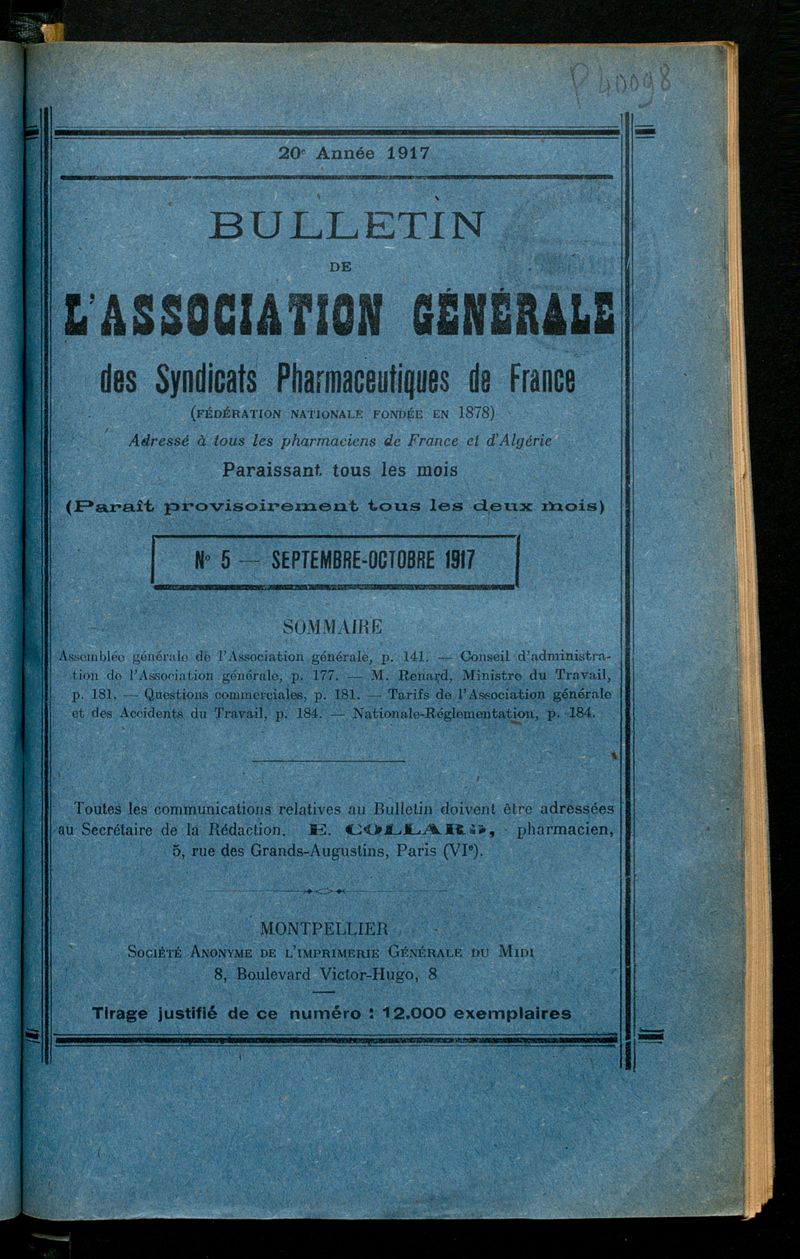 P 40098
20e Année 1917
BULLETIN
DE
L'ASSOCIATION GÉNÉRALE
des Syndicats Pharmaceutiques de France
(FÉDÉRATION NATIONALE FONDÉE EN 1878)
Adressé à tous les pharmaciens de France et d'Algérie
Paraissant tous les mois
(Paraît provisoirement tous les deux mois)
N° 5 — SEPTEMBRE-OCTOBRE 1917
SOMMAIRE
Assemblée générale de l'Association générale, p. 141. — Conseil d'administra-
tion de l'Association générale, p. 177. — M. Renard, Ministre du Travail,
p. 181. — Questions commerciales, p. 181. — Tarifs de l'Association générale
et des Accidents du Travail, p. 184. — Nationale-Réglementation, p. 184.
Toutes les communications relatives au Bulletin doivent être adressées
au Secrétaire de la Rédaction. E. COLLARD, pharmacien,
5, rue des Grands-Augustins, Paris (VIe).
MONTPELLIER
SOCIÉTÉ ANONYME DE L'IMPRIMERIE GÉNÉRALE DU MIDI
8, Boulevard Victor-Hugo, 8
Tirage justifié de ce numéro : 12.000 exemplaires